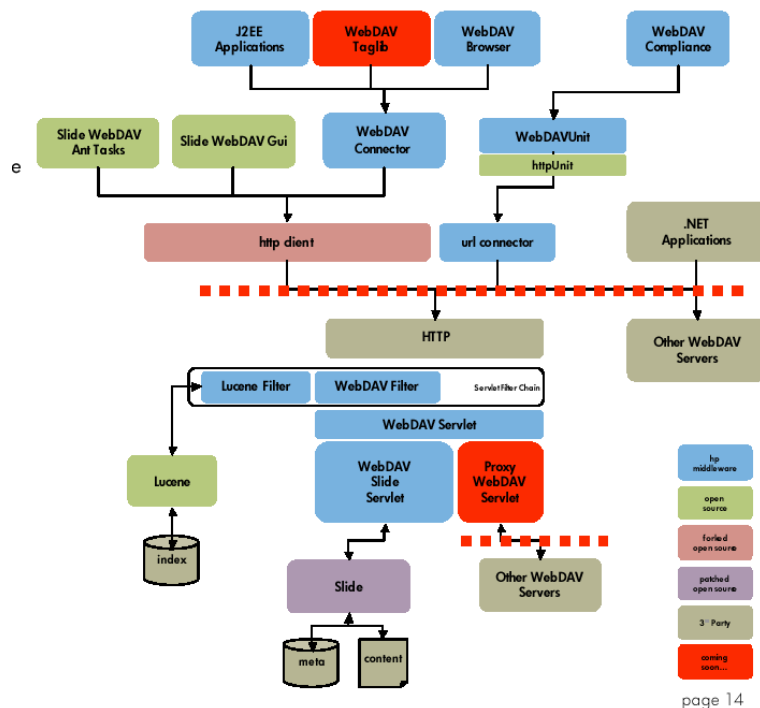 J2EE
Applications
WebDAV
Taglib
WebDAV
Browser
WebDAV
Compliance
Slide WebDAV
Ant Tasks
Slide WebDAV Gui
WebDAV
Connector
WebDAVUnit
httpUnit
e
http client
url connector
.NET
Applications
HTTP
Other WebDAV
Servers
Lucene Filter
WebDAV Filter
Servlet Filter Chain
WebDAV Servlet
Lucene
WebDAV
Slide
Servlet
Proxy
WebDAV
Servlet
index
Slide
Other WebDAV
Servers
meta
content
hp
middleware
open
source
forked
open source
patched
open source
3rd Party
coming
soon...
page 14